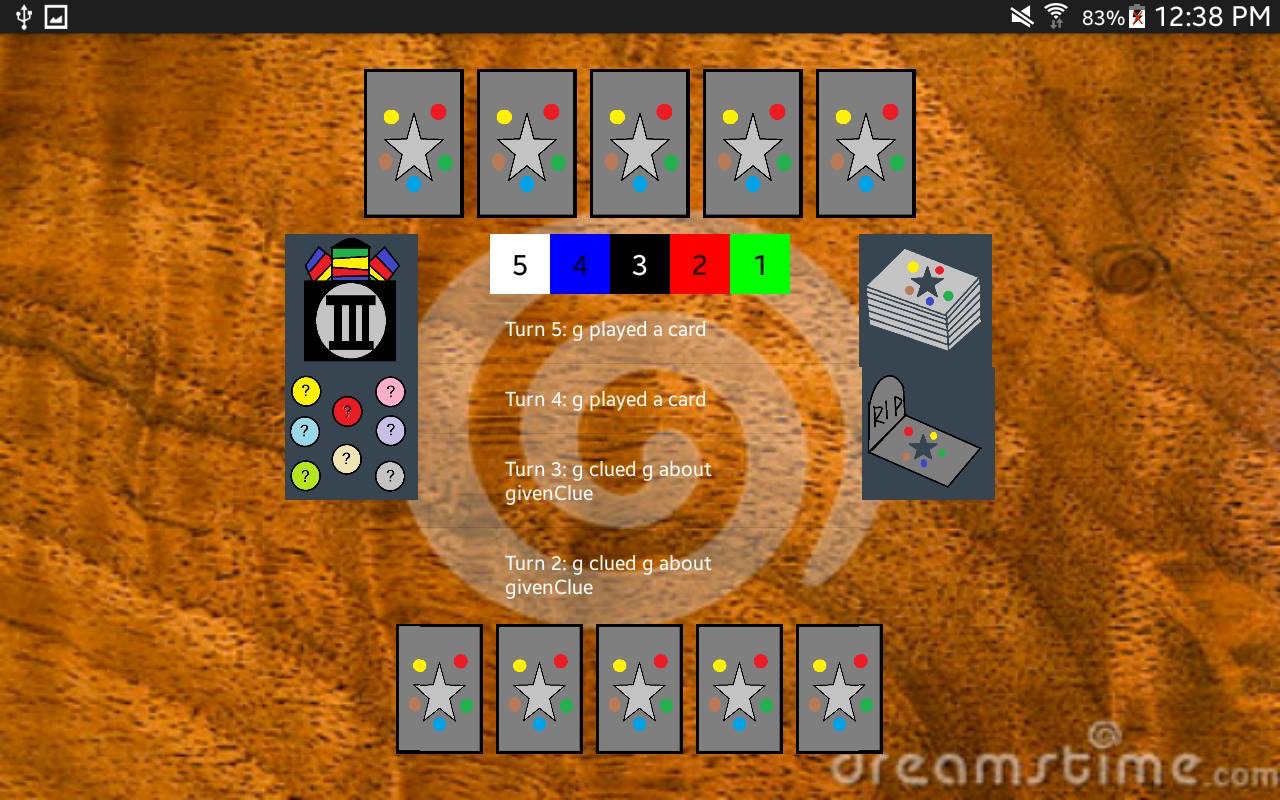 83% 12:38 PM
5 4 3 2 1
III
Turn 5: g played a card
? ?
?
Turn 4: g played a card
RIP
? ?
?
Turn 3: g clued g about
givenClue
? ?
Turn 2: g clued g about
givenClue
dreamstime.com